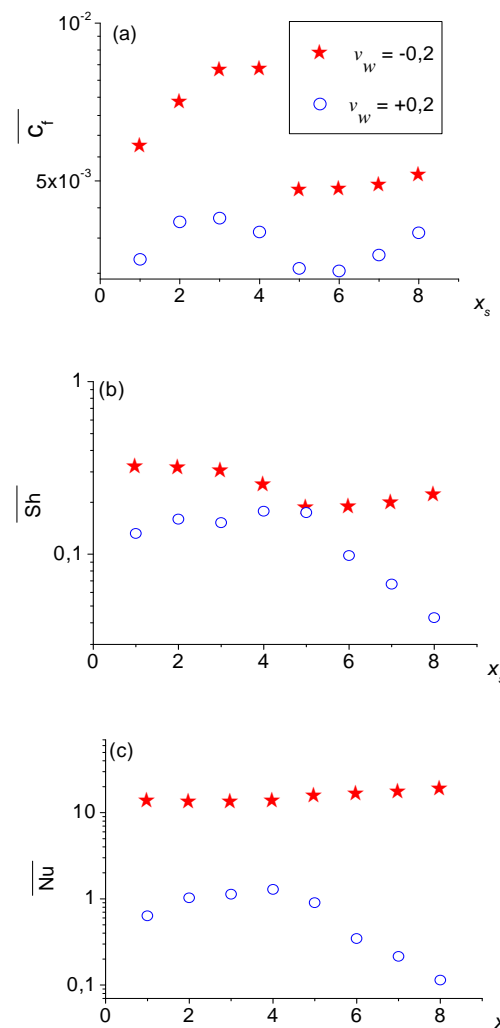 10⁻²
(a)
v_w = -0,2
v_w = +0,2
c_f
5x10⁻³
0 2 4 6 8
x_s
1
(b)
Sh
0,1
0 2 4 6 8
x_s
(c)
10
Nu
1
0,1
0 2 4 6 8
x